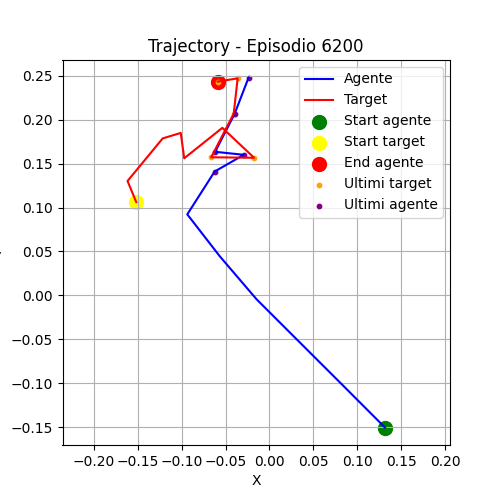 Trajectory - Episodio 6200
Agente
Target
Start agente
Start target
End agente
Ultimi target
Ultimi agente
0.25
0.20
0.15
0.10
0.05
0.00
−0.05
−0.10
−0.15
−0.20 −0.15 −0.10 −0.05 0.00 0.05 0.10 0.15 0.20
X